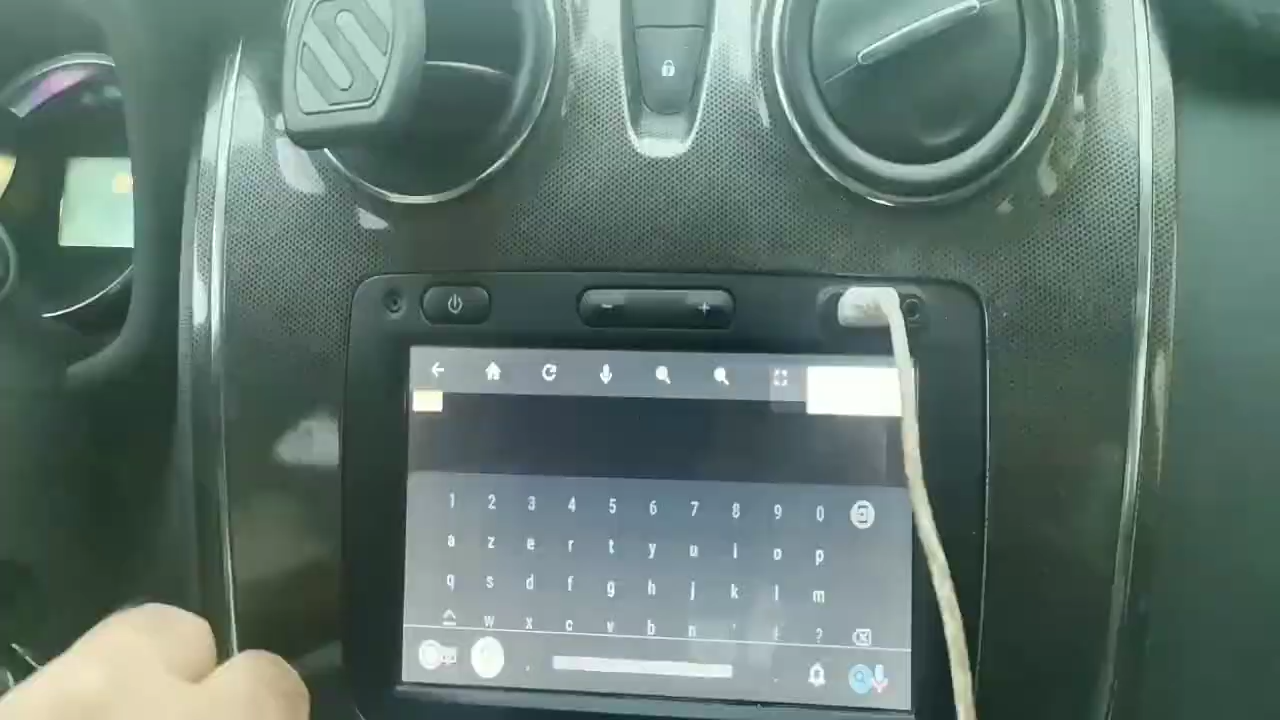 - +
1 2 3 4 5 6 7 8 9 0
a z e r t y u i o p
q s d f g h j k l m
w x c v b n ' ?